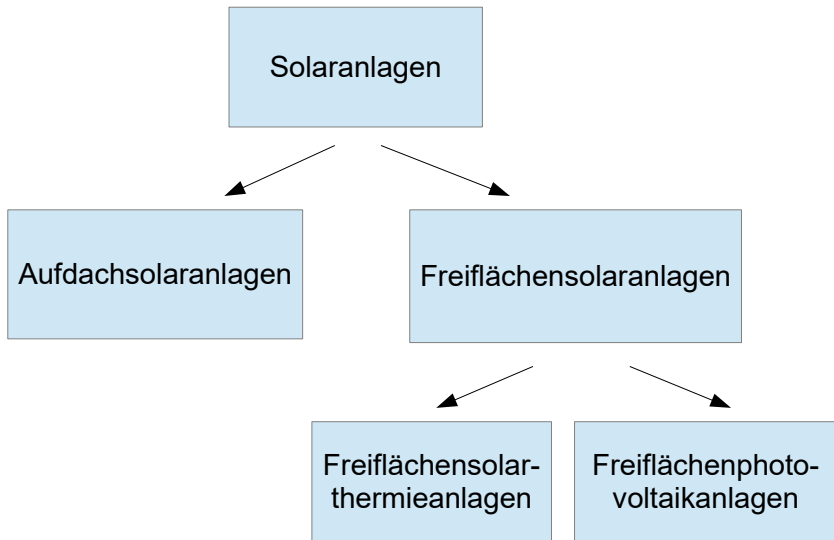 Solaranlagen
Aufdachsolaranlagen
Freiflächensolaranlagen
Freiflächensolar-
thermieanlagen
Freiflächenphoto-
voltaikanlagen